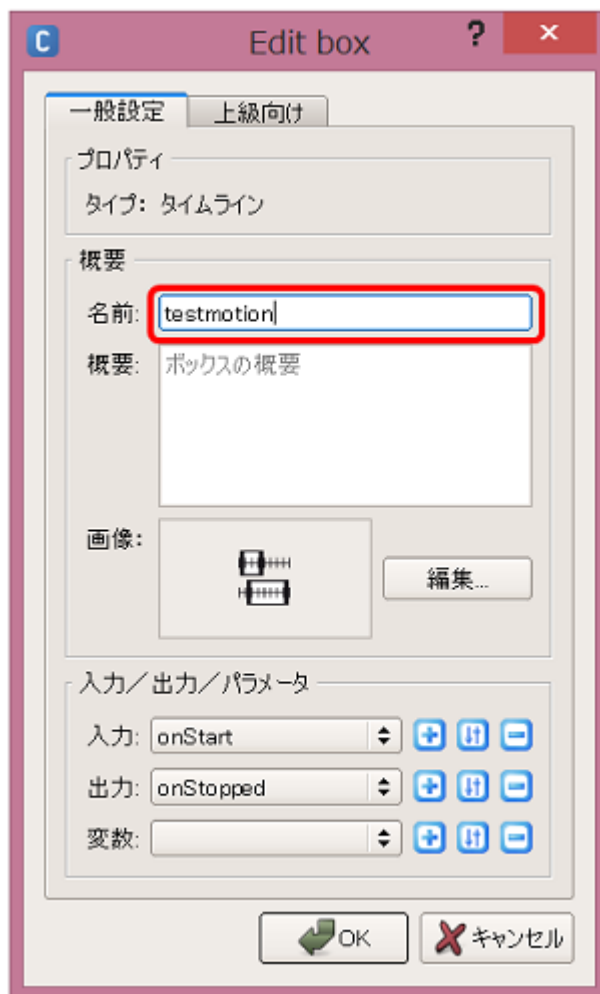 C Edit box ? ×
一般設定 上級向け
プロパティ
タイプ: タイムライン
概要
名前: testmotion
概要: ボックスの概要
画像:
編集...
入力／出力／パラメータ
入力: onStart
出力: onStopped
変数:
OK キャンセル